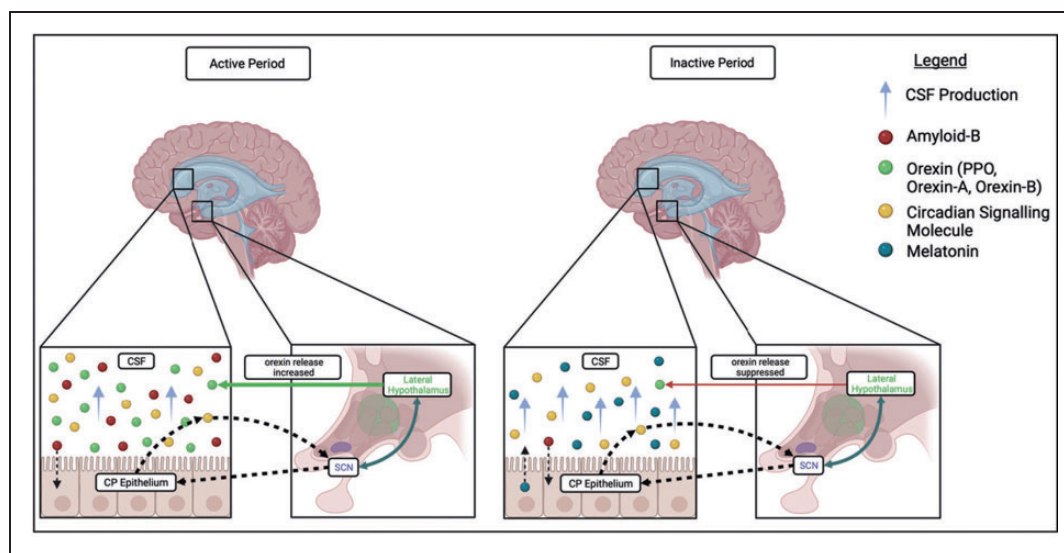 Active Period
Inactive Period
Legend
CSF Production
Amyloid-B
Orexin (PPO,
Orexin-A, Orexin-B)
Circadian Signalling
Molecule
Melatonin
CSF
orexin release
increased
Lateral
Hypothalamus
SCN
CP Epithelium
CSF
orexin release
suppressed
Lateral
Hypothalamus
SCN
CP Epithelium